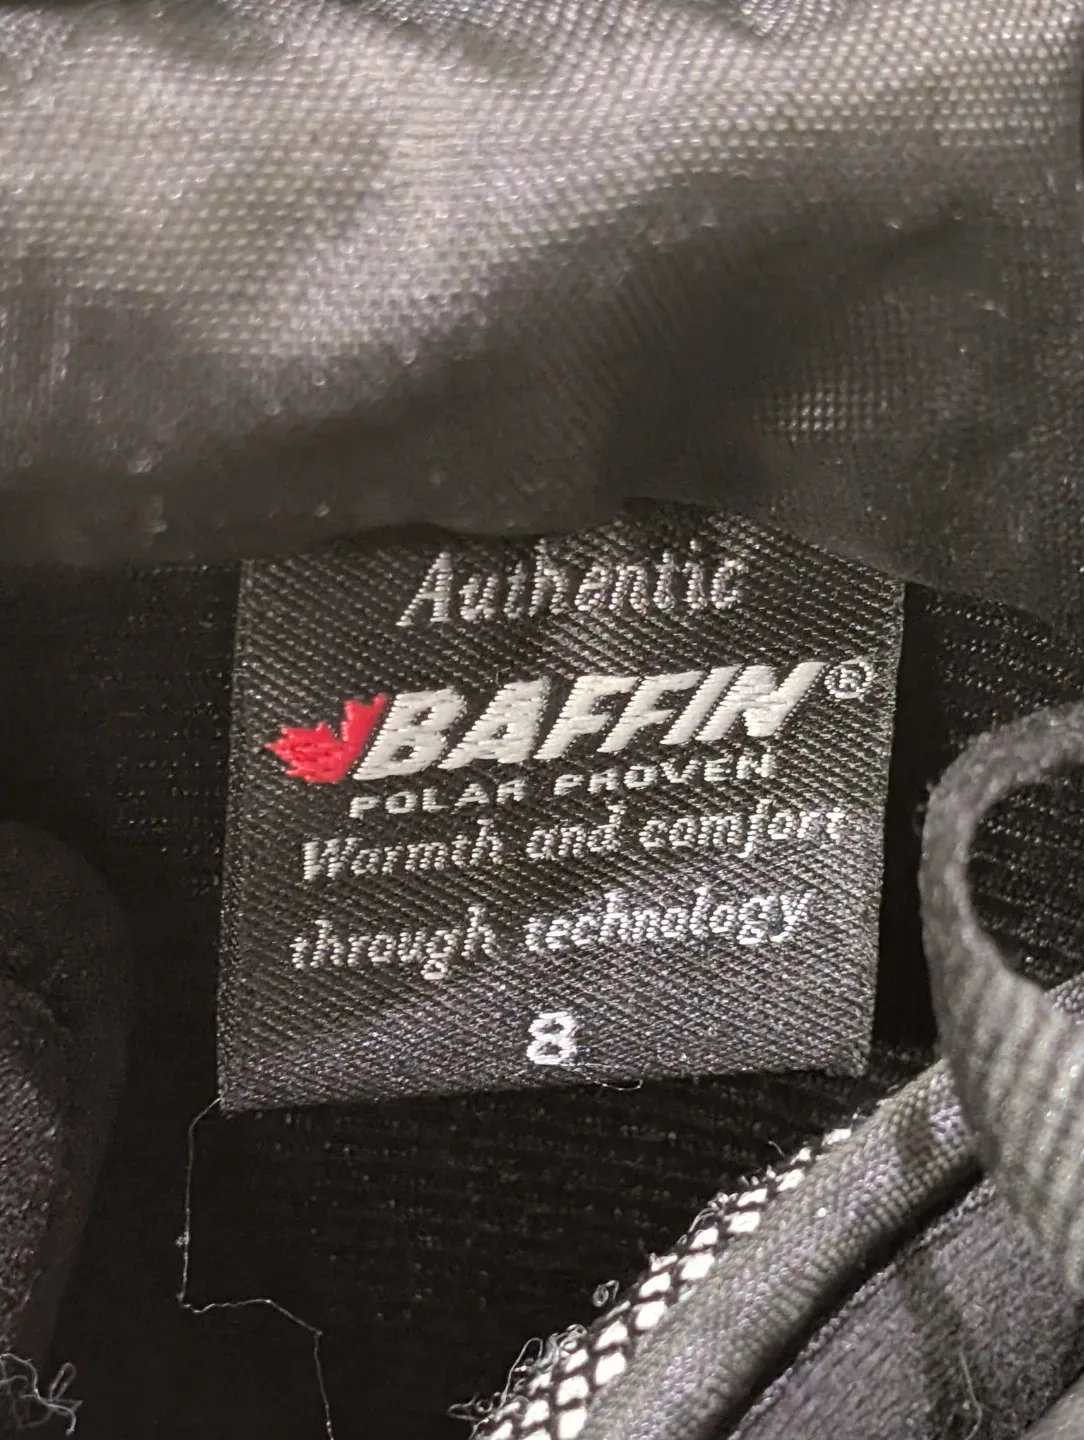 Authentic
BAFFIN®
POLAR PROVEN
Warmth and comfort
through technology
8